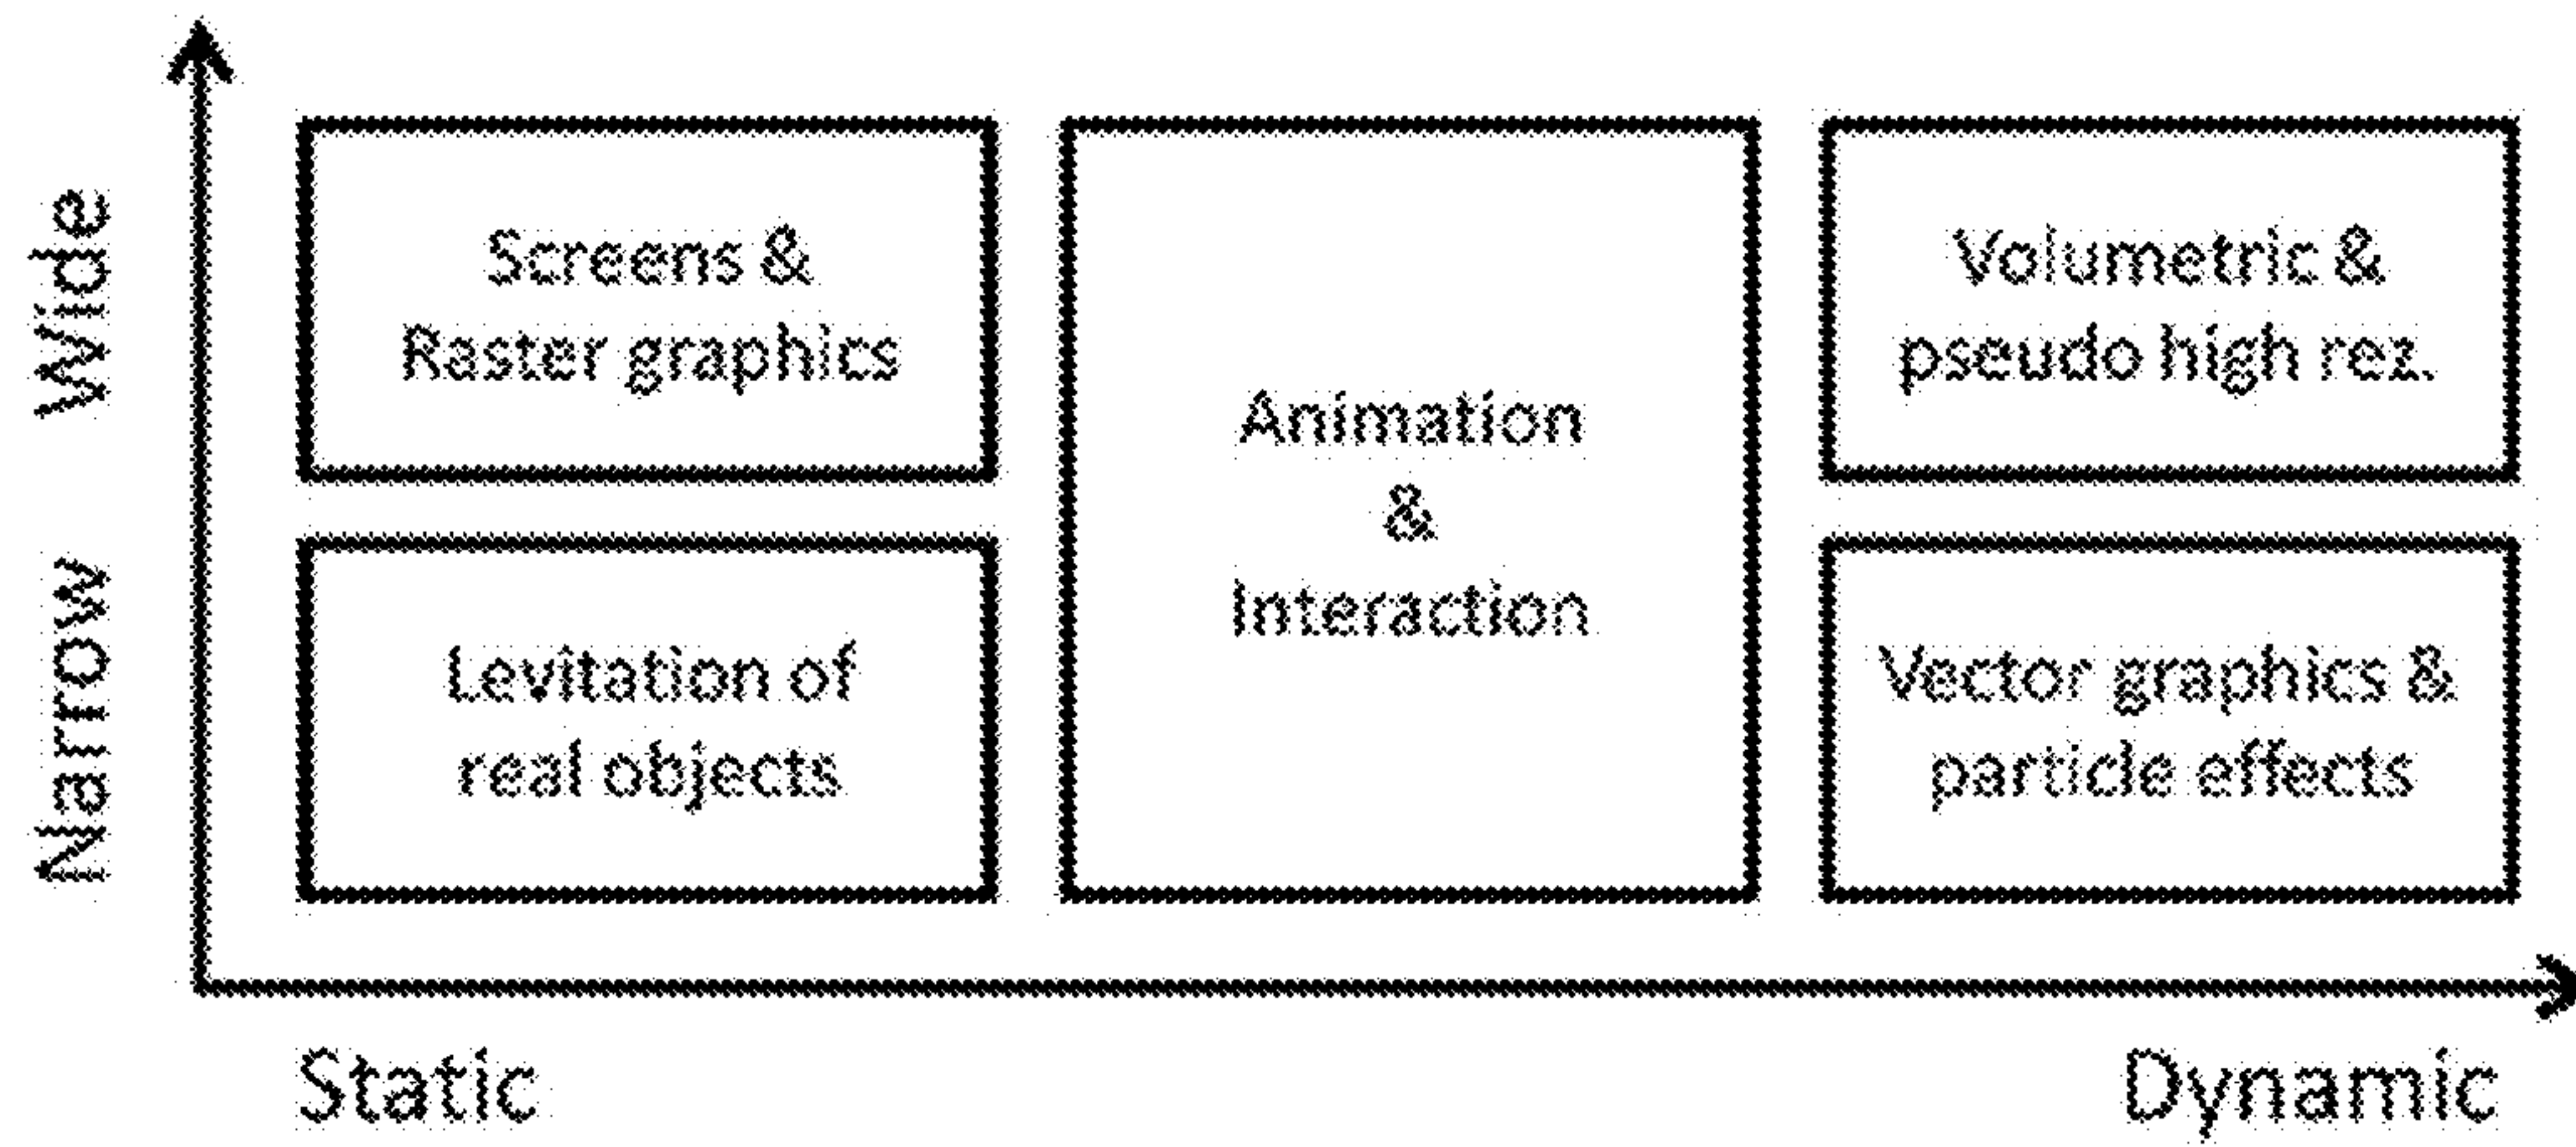 Wide
Narrow
Screens &
Raster graphics
Levitation of
real objects
Animation
&
Interaction
Volumetric &
pseudo high rez.
Vector graphics &
particle effects
Static
Dynamic